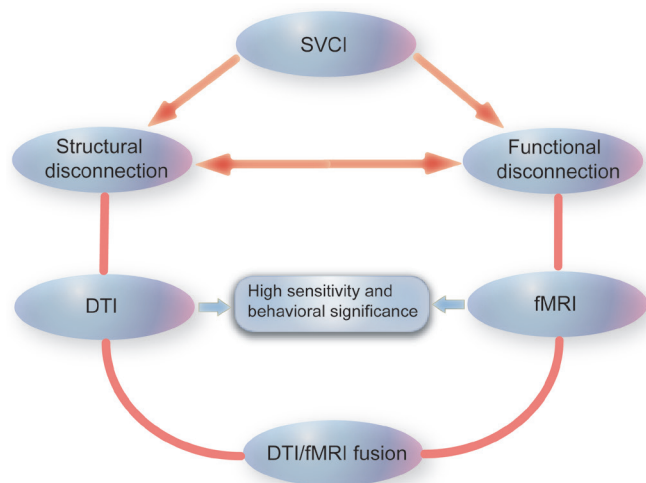 SVCI
Structural
disconnection
Functional
disconnection
DTI
High sensitivity and
behavioral significance
fMRI
DTI/fMRI fusion